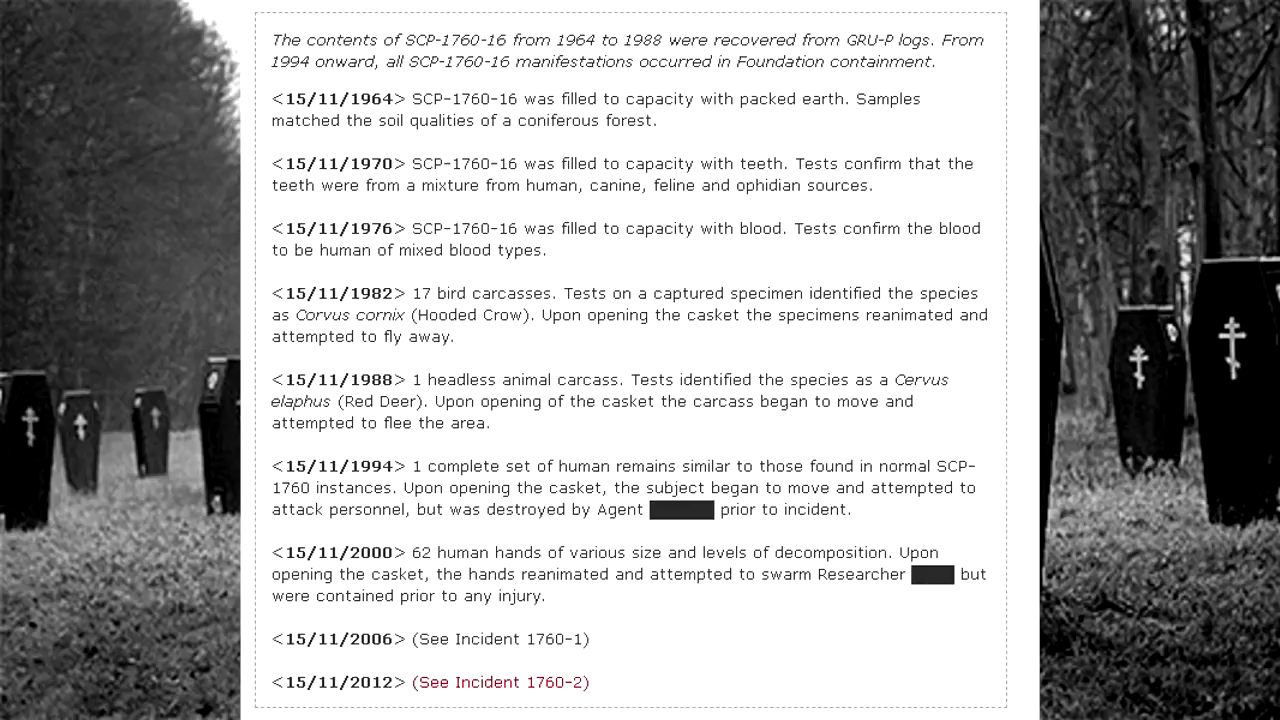 The contents of SCP-1760-16 from 1964 to 1988 were recovered from GRU-P logs. From
1994 onward, all SCP-1760-16 manifestations occurred in Foundation containment.
<15/11/1964> SCP-1760-16 was filled to capacity with packed earth. Samples
matched the soil qualities of a coniferous forest.
<15/11/1970> SCP-1760-16 was filled to capacity with teeth. Tests confirm that the
teeth were from a mixture from human, canine, feline and ophidian sources.
<15/11/1976> SCP-1760-16 was filled to capacity with blood. Tests confirm the blood
to be human of mixed blood types.
<15/11/1982> 17 bird carcasses. Tests on a captured specimen identified the species
as Corvus cornix (Hooded Crow). Upon opening the casket the specimens reanimated and
attempted to fly away.
<15/11/1988> 1 headless animal carcass. Tests identified the species as a Cervus
elaphus (Red Deer). Upon opening of the casket the carcass began to move and
attempted to flee the area.
<15/11/1994> 1 complete set of human remains similar to those found in normal SCP-
1760 instances. Upon opening the casket, the subject began to move and attempted to
attack personnel, but was destroyed by Agent prior to incident.
<15/11/2000> 62 human hands of various size and levels of decomposition. Upon
opening the casket, the hands reanimated and attempted to swarm Researcher but
were contained prior to any injury.
<15/11/2006> (See Incident 1760-1)
<15/11/2012> (See Incident 1760-2)